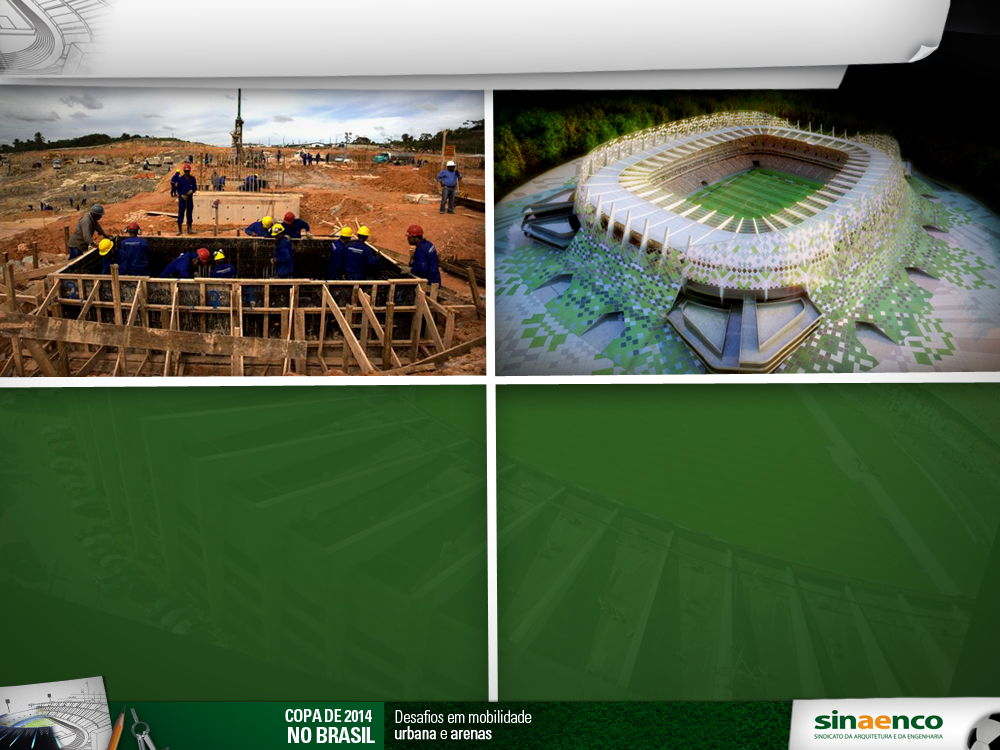 COPA DE 2014
NO BRASIL
Desafios em mobilidade
urbana e arenas
sinaenco
SINDICATO DA ARQUITETURA E DA ENGENHARIA